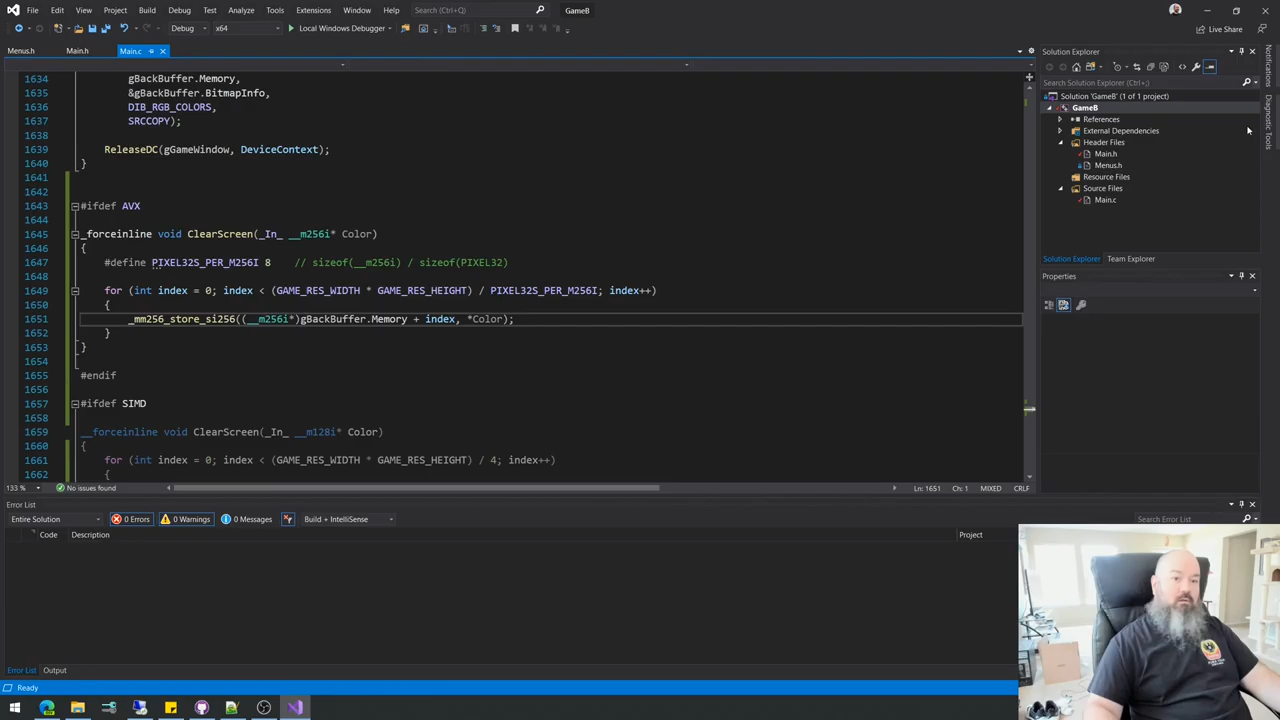 File Edit View Project Build Debug Test Analyze Tools Extensions Window Help Search (Ctrl+Q) GameB
Debug x64 Local Windows Debugger Live Share
Menus.h Main.h Main.c
1634 gBackBuffer.Memory,
1635 &gBackBuffer.BitmapInfo,
1636 DIB_RGB_COLORS,
1637 SRCCOPY);
1638
1639 ReleaseDC(gGameWindow, DeviceContext);
1640 }
1641
1642
1643 #ifdef AVX
1644
1645 _forceinline void ClearScreen(_In_ __m256i* Color)
1646 {
1647 #define PIXEL32S_PER_M256I 8 // sizeof(__m256i) / sizeof(PIXEL32)
1648
1649 for (int index = 0; index < (GAME_RES_WIDTH * GAME_RES_HEIGHT) / PIXEL32S_PER_M256I; index++)
1650 {
1651 _mm256_store_si256((__m256i*)gBackBuffer.Memory + index, *Color);
1652 }
1653 }
1654
1655 #endif
1656
1657 #ifdef SIMD
1658
1659 __forceinline void ClearScreen(_In_ __m128i* Color)
1660 {
1661 for (int index = 0; index < (GAME_RES_WIDTH * GAME_RES_HEIGHT) / 4; index++)
1662 {
133 % No issues found Ln: 1651 Ch: 1 MIXED CRLF
Solution Explorer
Search Solution Explorer (Ctrl+;)
Solution 'GameB' (1 of 1 project)
GameB
References
External Dependencies
Header Files
Main.h
Menus.h
Resource Files
Source Files
Main.c
Solution Explorer Team Explorer
Properties
Notifications
Diagnostic Tools
Error List
Entire Solution 0 Errors 0 Warnings 0 Messages Build + IntelliSense Search Error List
Code Description Project
Error List Output
Ready